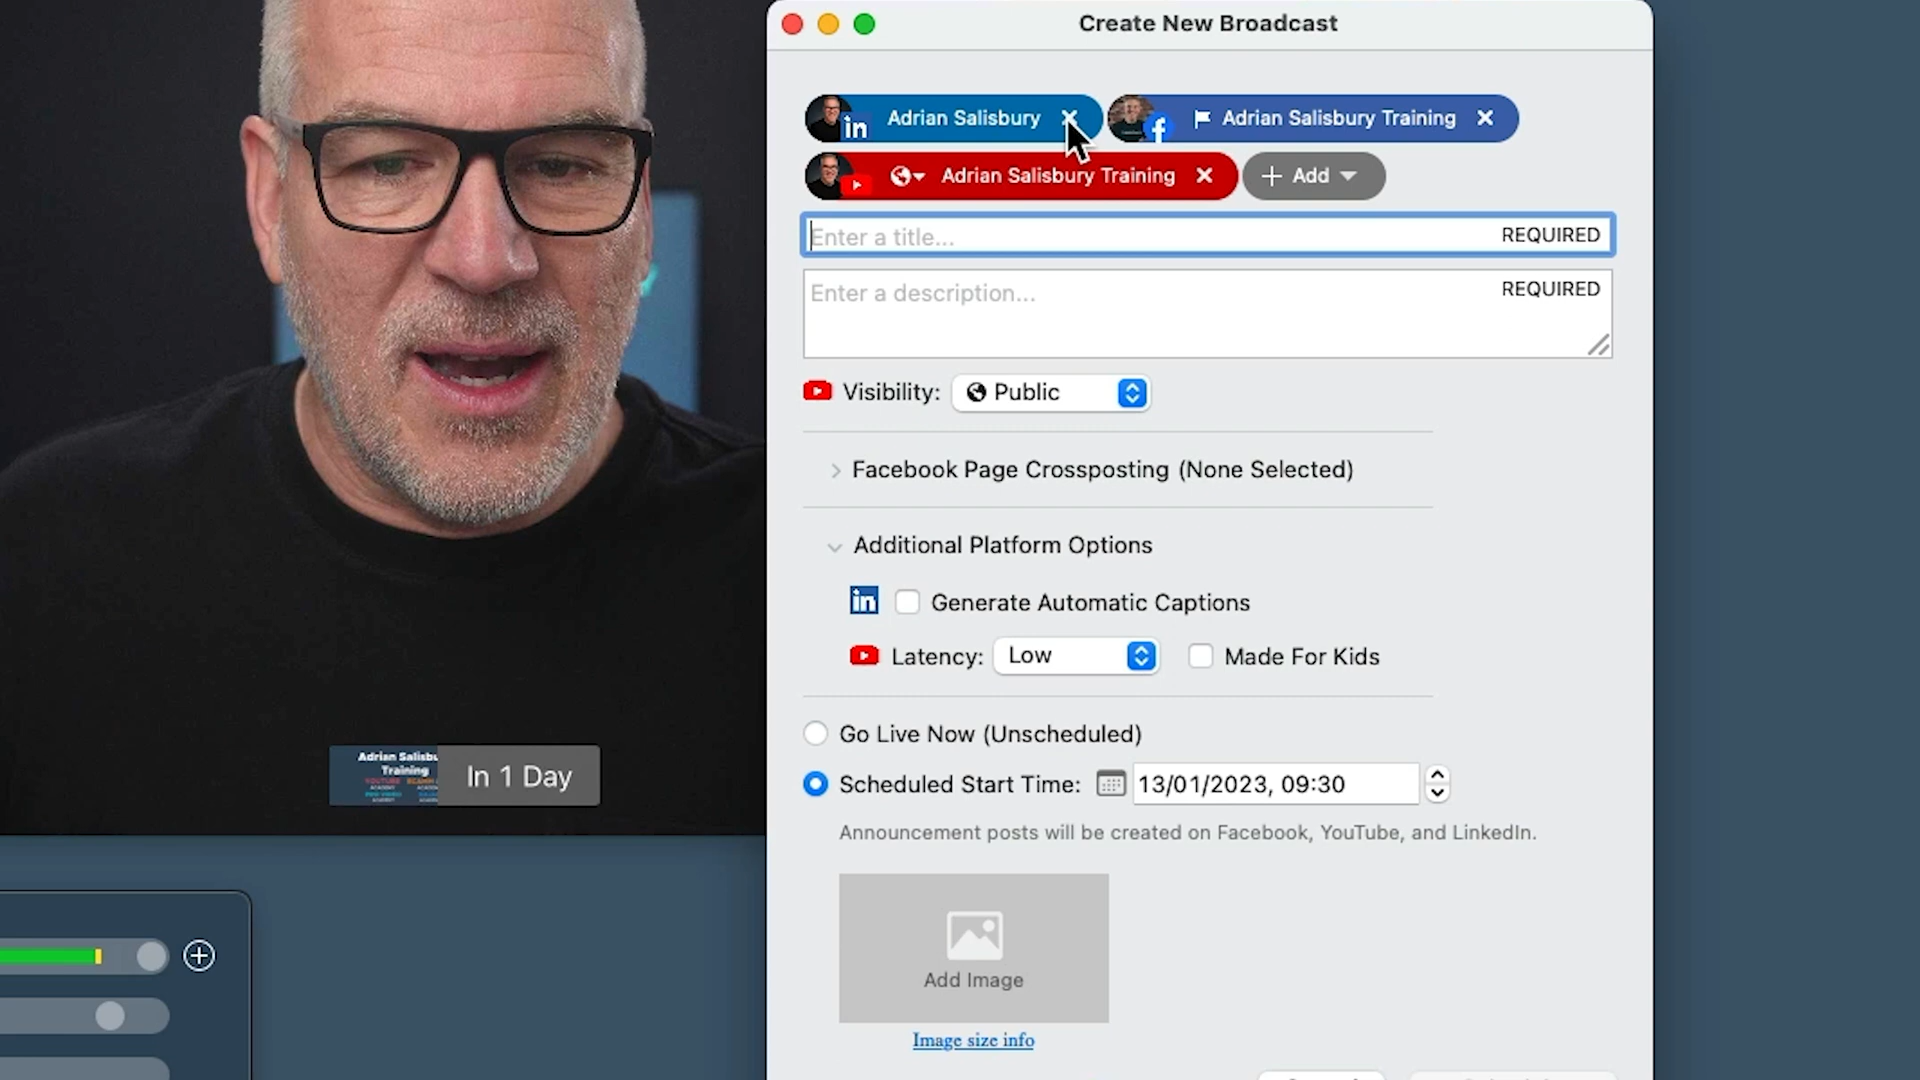 Create New Broadcast
in Adrian Salisbury
f Adrian Salisbury Training
Adrian Salisbury Training
Add
Enter a title...
REQUIRED
Enter a description...
REQUIRED
Visibility:
Public
Facebook Page Crossposting (None Selected)
Additional Platform Options
in Generate Automatic Captions
Latency:
Low
Made For Kids
Go Live Now (Unscheduled)
Scheduled Start Time:
13/01/2023, 09:30
Announcement posts will be created on Facebook, YouTube, and LinkedIn.
Add Image
Image size info
Adrian Salisbu
Training
In 1 Day